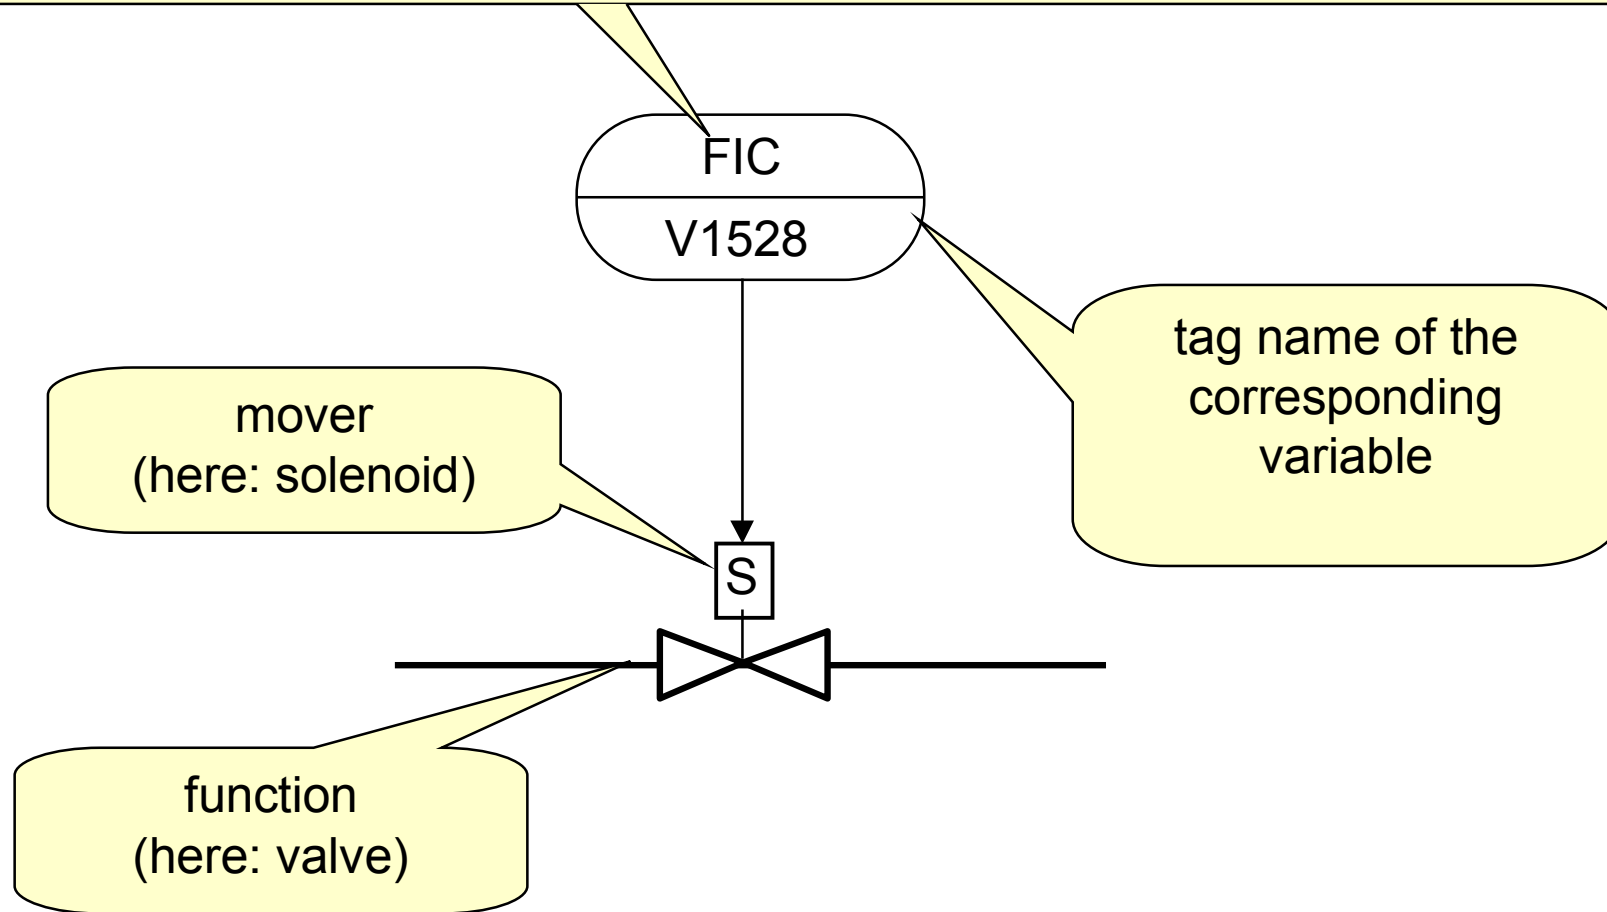 FIC
V1528
tag name of the
corresponding
variable
mover
(here: solenoid)
S
function
(here: valve)